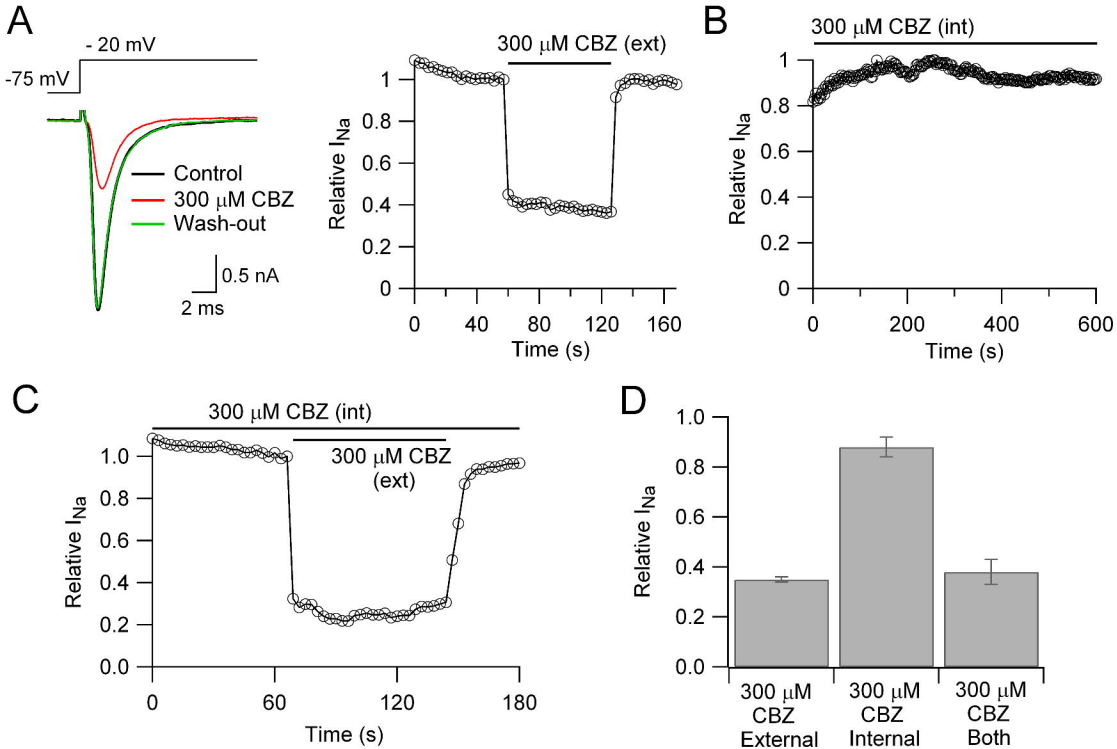 A
- 20 mV
-75 mV
Control
300 μM CBZ
Wash-out
0.5 nA
2 ms
300 μM CBZ (ext)
Relative I_Na
1
0.8
0.6
0.4
0.2
0
0 40 80 120 160
Time (s)
B
300 μM CBZ (int)
Relative I_Na
1
0.8
0.6
0.4
0.2
0
0 200 400 600
Time (s)
C
300 μM CBZ (int)
300 μM CBZ
(ext)
Relative I_Na
1.0
0.8
0.6
0.4
0.2
0.0
0 60 120 180
Time (s)
D
Relative I_Na
1.0
0.8
0.6
0.4
0.2
0.0
300 μM
CBZ
External
300 μM
CBZ
Internal
300 μM
CBZ
Both